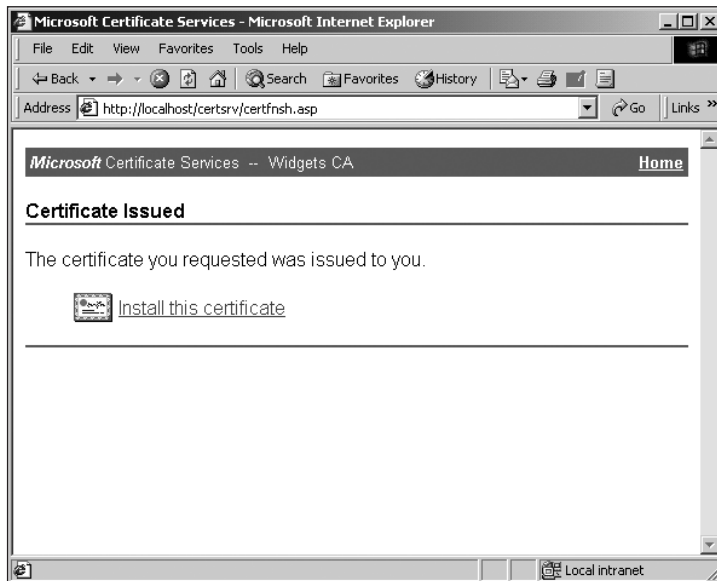 Microsoft Certificate Services - Microsoft Internet Explorer
File Edit View Favorites Tools Help
Back Search Favorites History
Address http://localhost/certsrv/certfnsh.asp Go Links »
Microsoft Certificate Services -- Widgets CA Home
Certificate Issued
The certificate you requested was issued to you.
Install this certificate
Local intranet